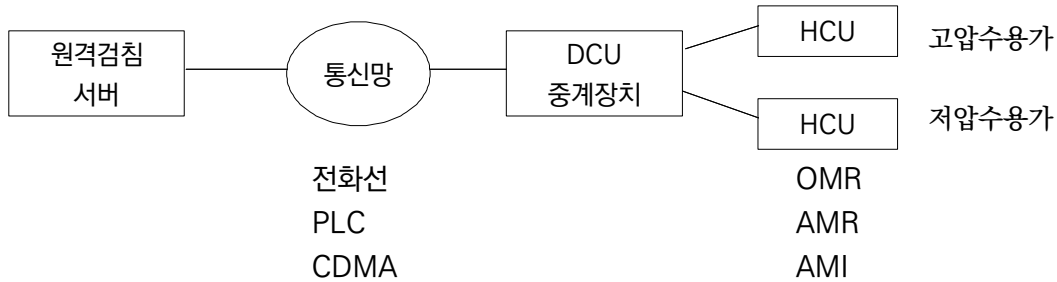 원격검침
서버
통신망
DCU
중계장치
HCU
고압수용가
HCU
저압수용가
전화선
PLC
CDMA
OMR
AMR
AMI